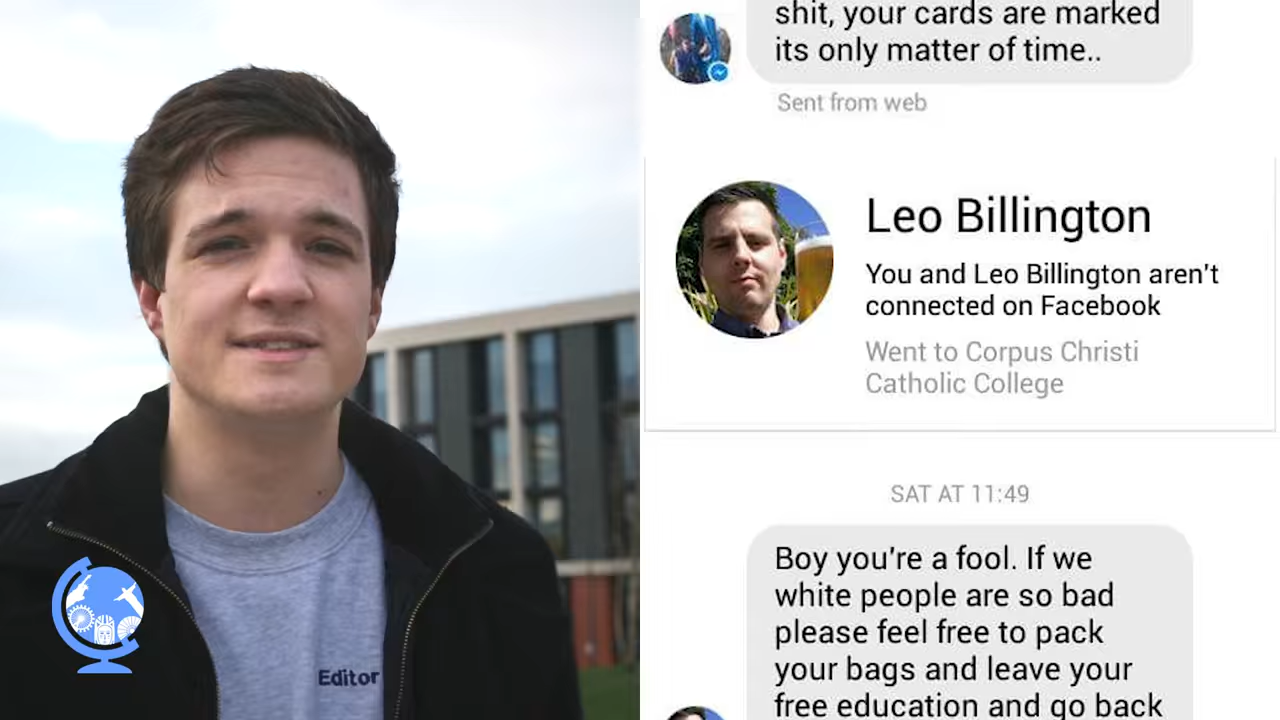 Editor
shit, your cards are marked
its only matter of time..
Sent from web
Leo Billington
You and Leo Billington aren't
connected on Facebook
Went to Corpus Christi
Catholic College
SAT AT 11:49
Boy you're a fool. If we
white people are so bad
please feel free to pack
your bags and leave your
free education and go back